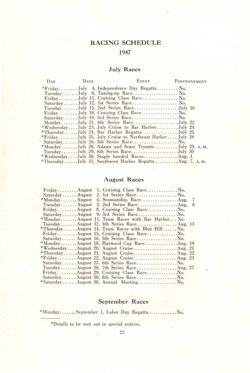 RACING SCHEDULE
1947
July Races
DAY DATE EVENT POSTPONEMENT
*Friday.......July 4, Independence Day Regatta.......No.
Tuesday.......July 8, Tuning-up Race.......No.
Friday.......July 11, Cruising Class Race.......No.
Saturday.......July 12, 1st Series Race.......No.
Tuesday.......July 15, 2nd Series Race.......July 16
Friday.......July 18, Cruising Class Race.......No.
Saturday.......July 19, 3rd Series Race.......No.
Monday.......July 21, 4th Series Race.......July 22
*Wednesday.......July 23, July Cruise to Bar Harbor.......July 24
*Thursday.......July 24, Bar Harbor Regatta.......July 25
*Friday.......July 25, July Cruise to Northeast Harbor.......July 26
Saturday.......July 26, 5th Series Race.......No.
*Monday.......July 28, Adams and Sears Tryouts.......July 29, A.M.
Tuesday.......July 29, 6th Series Race.......July 30
*Wednesday.......July 30, Single handed Races.......Aug. 1
*Thursday.......July 31, Southwest Harbor Regatta.......Aug. 7, A.M.
August Races
Friday.......August 1, Cruising Class Race.......No.
Saturday.......August 2, 1st Series Race.......No.
*Monday.......August 4, Seamanship Race.......Aug. 7
Tuesday.......August 5, 2nd Series Race.......Aug. 6
Friday.......August 8, Cruising Class Race.......No.
Saturday.......August 9, 3rd Series Race.......No.
*Monday.......August 11, Team Races with Bar Harbor.......No.
Tuesday.......August 12, 4th Series Race.......Aug. 13
*Thursday.......August 14, Team Races with Blue Hill.......No.
Friday.......August 15, Cruising Class Race.......No.
Saturday.......August 16, 5th Series Race.......No.
*Monday.......August 18, Hayward Cup Race.......Aug. 19
*Wednesday.......August 20, August Cruise.......Aug. 21
*Thursday.......August 21, August Cruise.......Aug. 22
*Friday.......August 22, August Cruise.......Aug. 23
Saturday.......August 23, 6th Series Race.......No.
Tuesday.......August 26, 7th Series Race.......Aug. 27
Friday.......August 29, Cruising Class Race.......No.
Saturday.......August 30, 8th Series Race.......No.
Saturday.......August 30, Annual Meeting.......No.
September Races
*Monday.......September 1, Labor Day Regatta.......No.
*Details to be sent out in special notices.